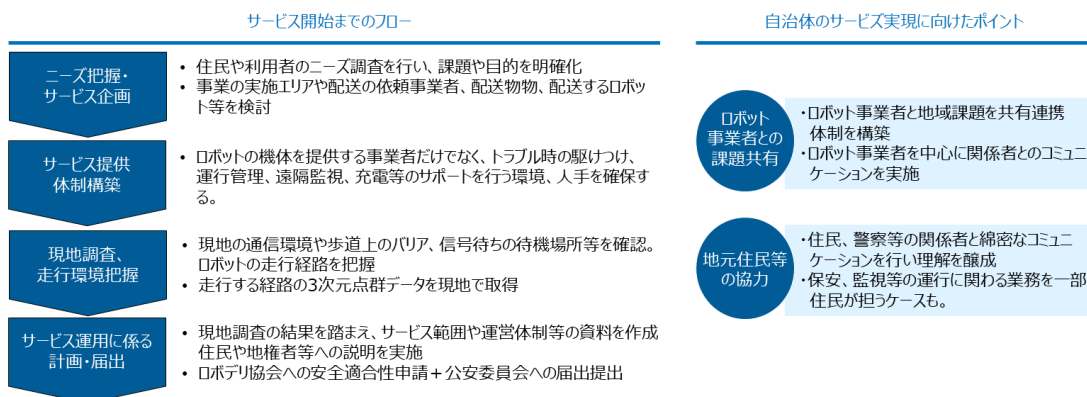 サービス開始までのフロー
ニーズ把握・
サービス企画
• 住民や利用者のニーズ調査を行い、課題や目的を明確化
• 事業の実施エリアや配送の依頼事業者、配送物物、配送するロボッ
ト等を検討
サービス提供
体制構築
• ロボットの機体を提供する事業者だけでなく、トラブル時の駆けつけ、
運行管理、遠隔監視、充電等のサポートを行う環境、人手を確保す
る。
現地調査、
走行環境把握
• 現地の通信環境や歩道上のバリア、信号待ちの待機場所等を確認。
ロボットの走行経路を把握
• 走行する経路の3次元点群データを現地で取得
サービス運用に係る
計画・届出
• 現地調査の結果を踏まえ、サービス範囲や運営体制等の資料を作成
住民や地権者等への説明を実施
• ロボデリ協会への安全適合性申請+公安委員会への届出提出
自治体のサービズ実現に向けたポイント
ロボット
事業者との
課題共有
・ロボット事業者と地域課題を共有連携
体制を構築
・ロボット事業者を中心に関係者とのコミュニ
ケーションを実施
地元住民等
の協力
・住民、警察等の関係者と綿密なコミュニ
ケーションを行い理解を醸成
・保安、監視等の運行に関わる業務を一部
住民が担うケースも。